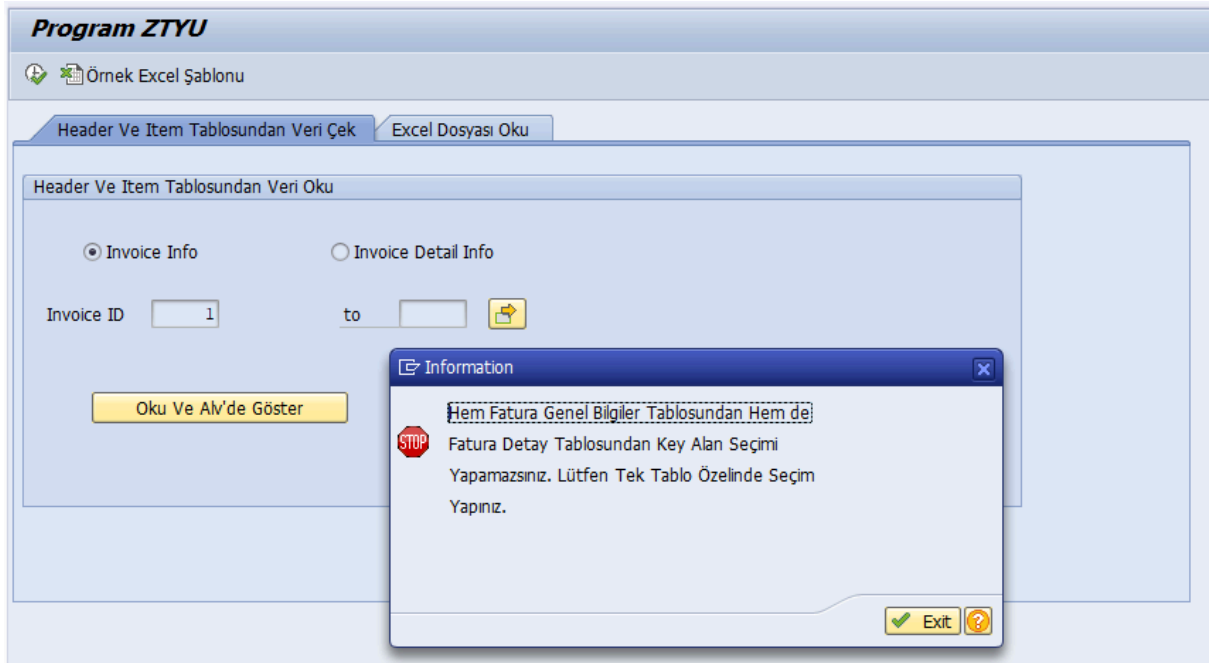 Program ZTYU
Örnek Excel Şablonu
Header Ve Item Tablosundan Veri Çek
Excel Dosyası Oku
Header Ve Item Tablosundan Veri Oku
Invoice Info
Invoice Detail Info
Invoice ID
1
to
Oku Ve Alv'de Göster
Information
Hem Fatura Genel Bilgiler Tablosundan Hem de
STOP
Fatura Detay Tablosundan Key Alan Seçimi
Yapamazsınız. Lütfen Tek Tablo Özelinde Seçim
Yapınız.
Exit